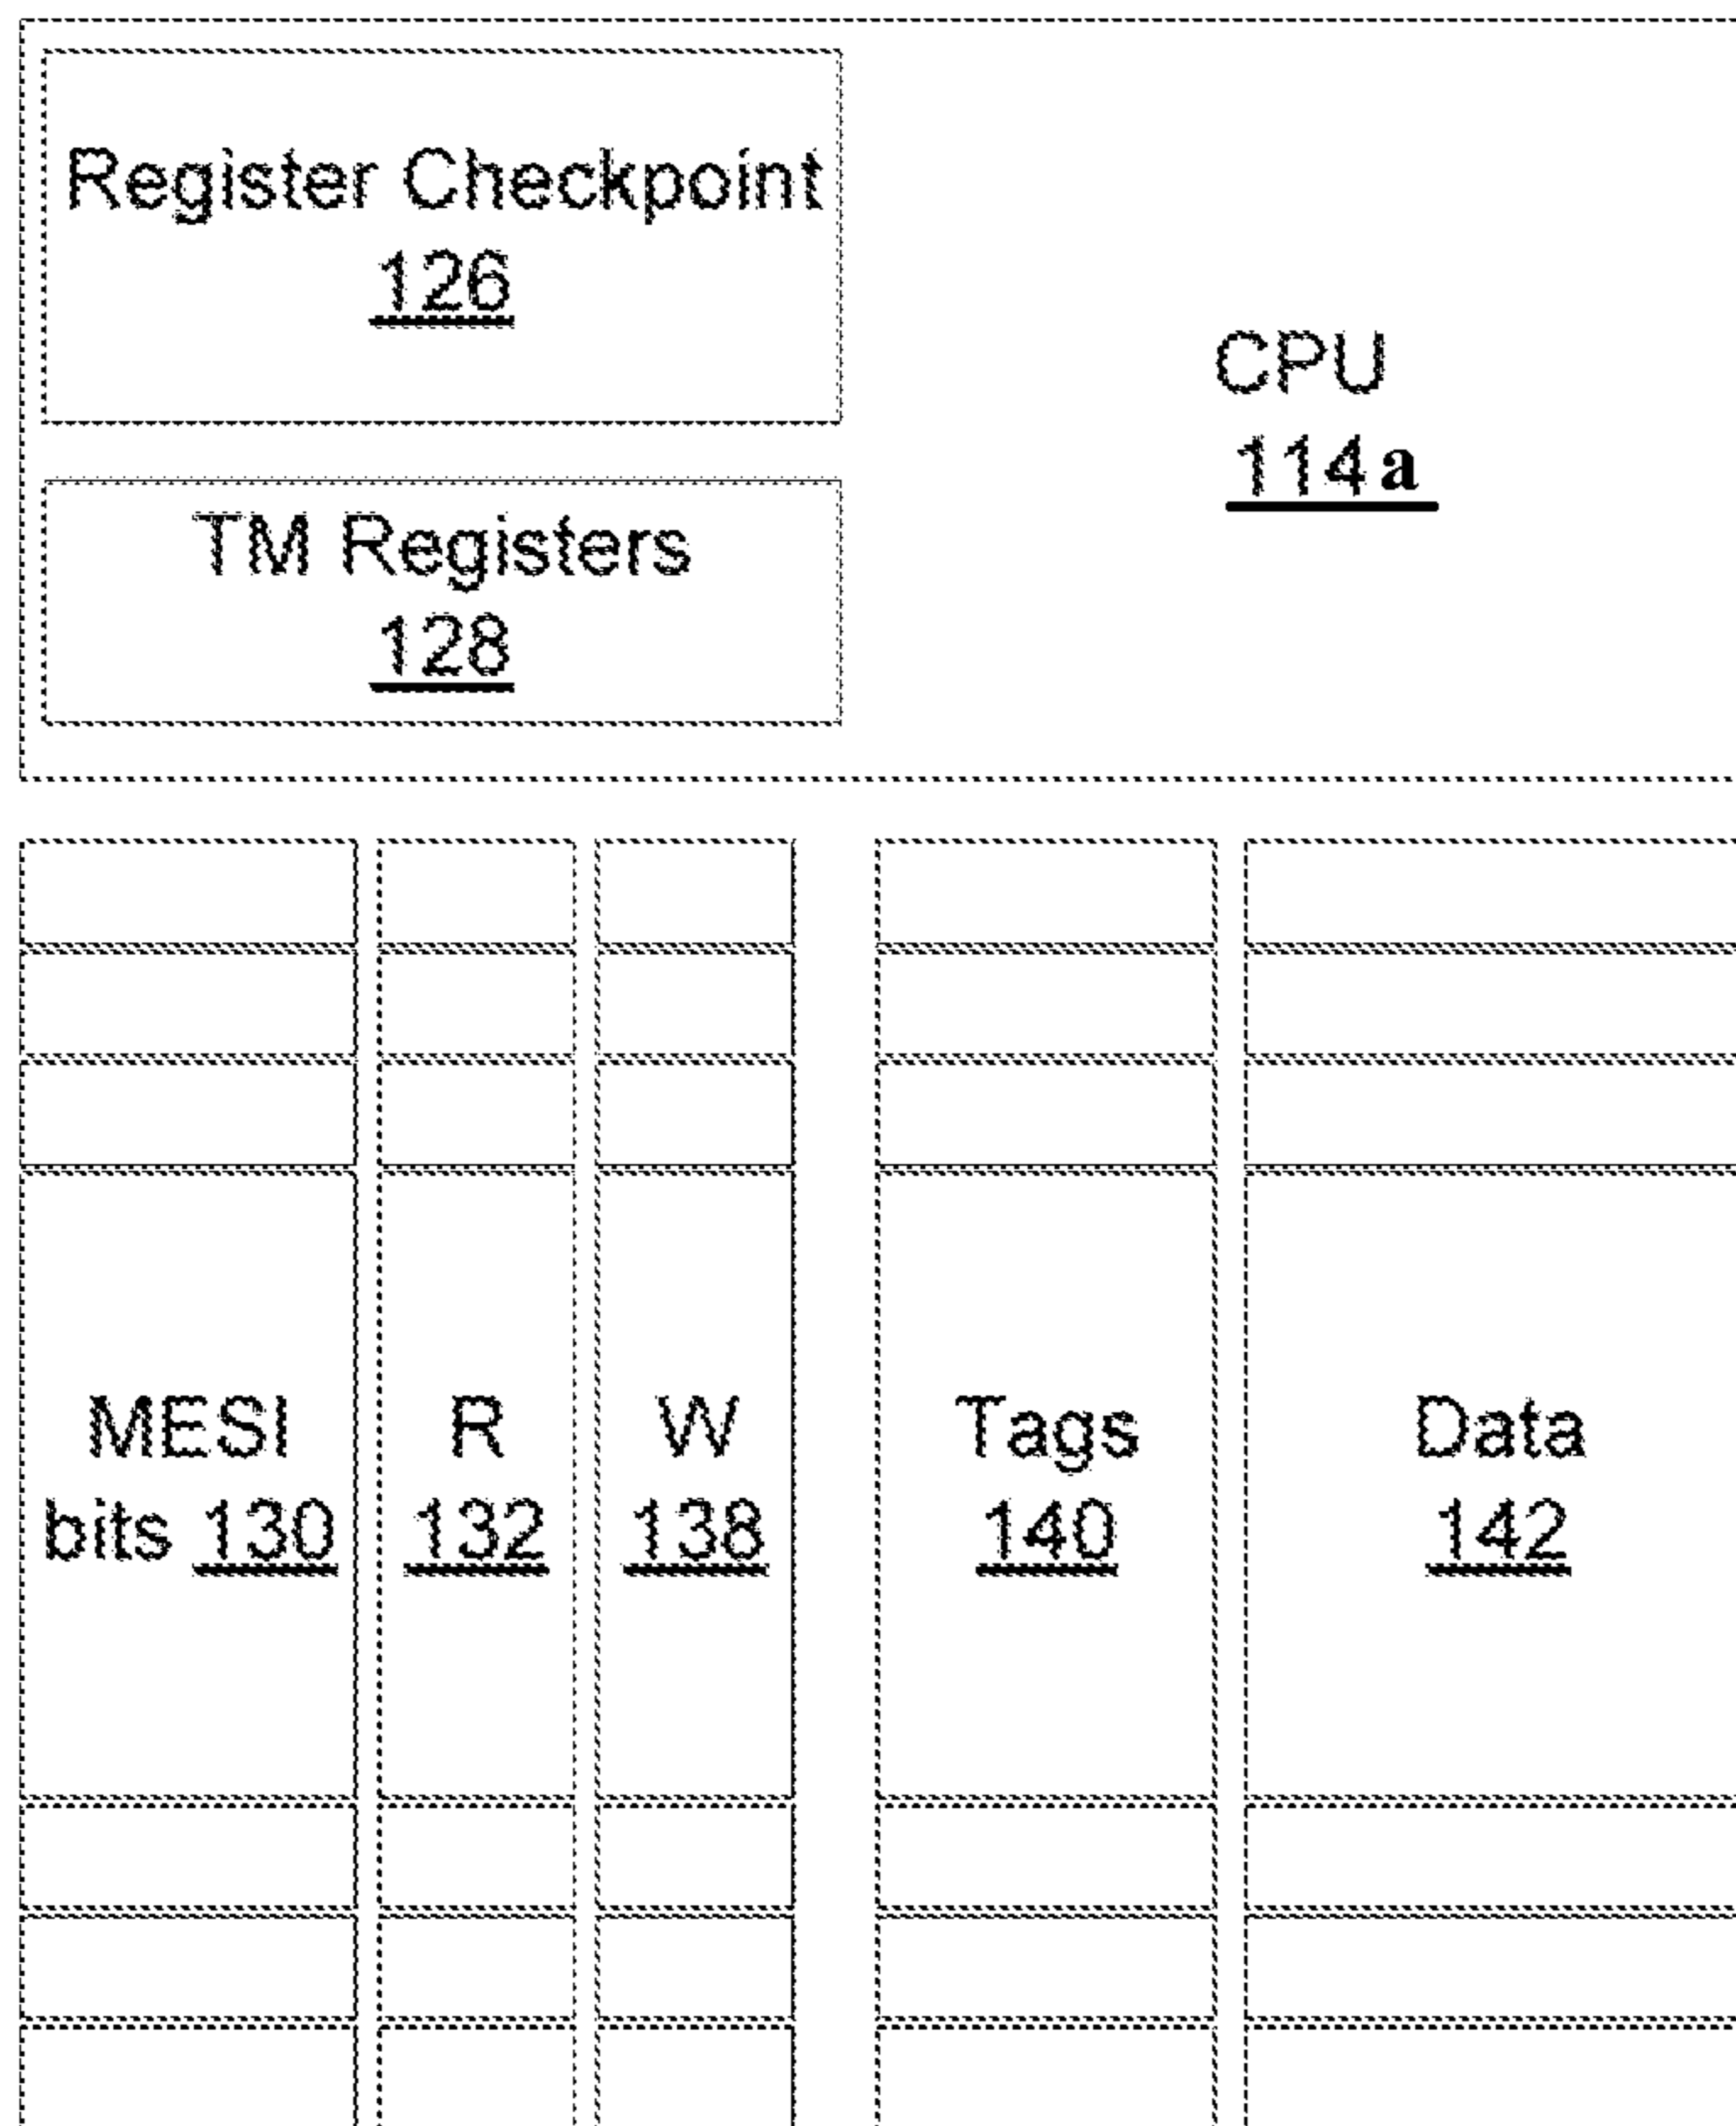 Register Checkpoint
126
CPU
114a
TM Registers
128
MESI
bits 130
R
132
W
138
Tags
140
Data
142